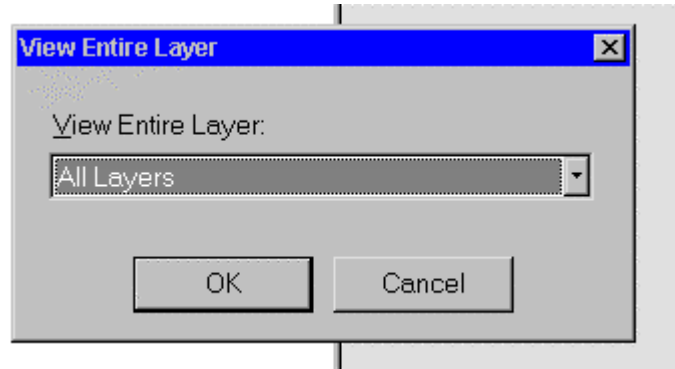 View Entire Layer
View Entire Layer:
All Layers
OK
Cancel